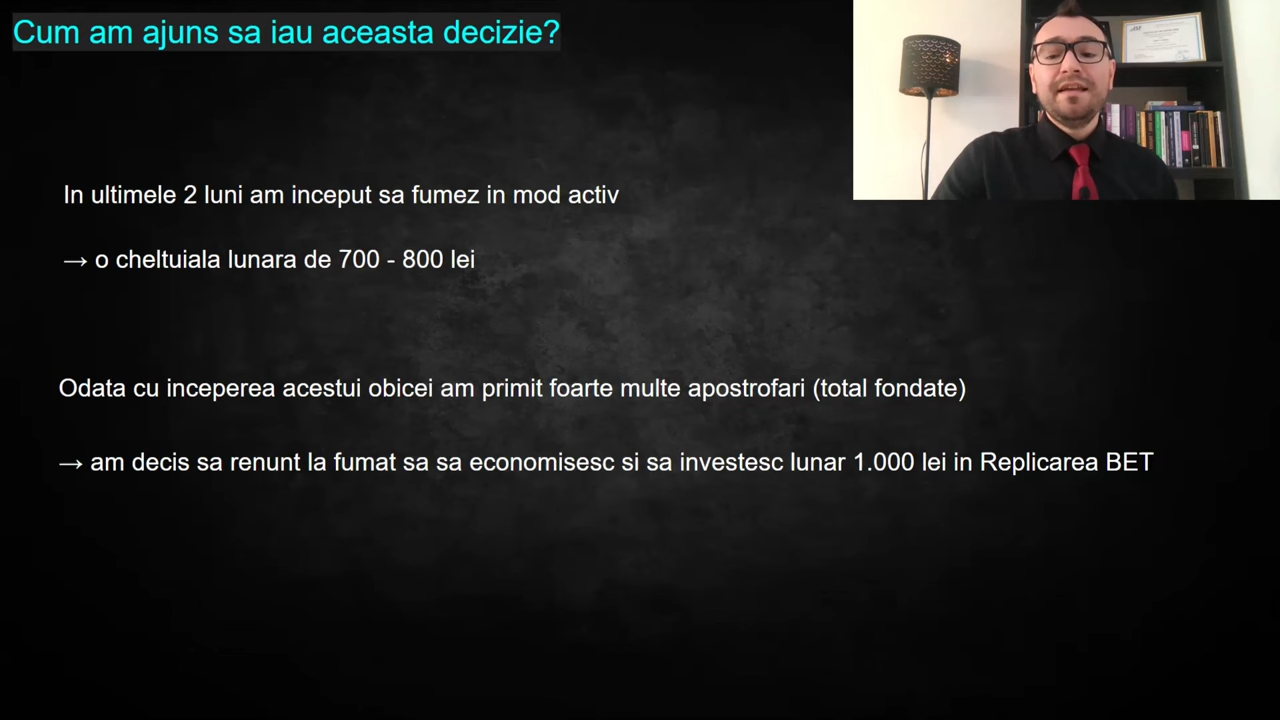 Cum am ajuns sa iau aceasta decizie?
In ultimele 2 luni am inceput sa fumez in mod activ
→ o cheltuiala lunara de 700 - 800 lei
Odata cu inceperea acestui obicei am primit foarte multe apostrofari (total fondate)
→ am decis sa renunt la fumat sa sa economisesc si sa investesc lunar 1.000 lei in Replicarea BET